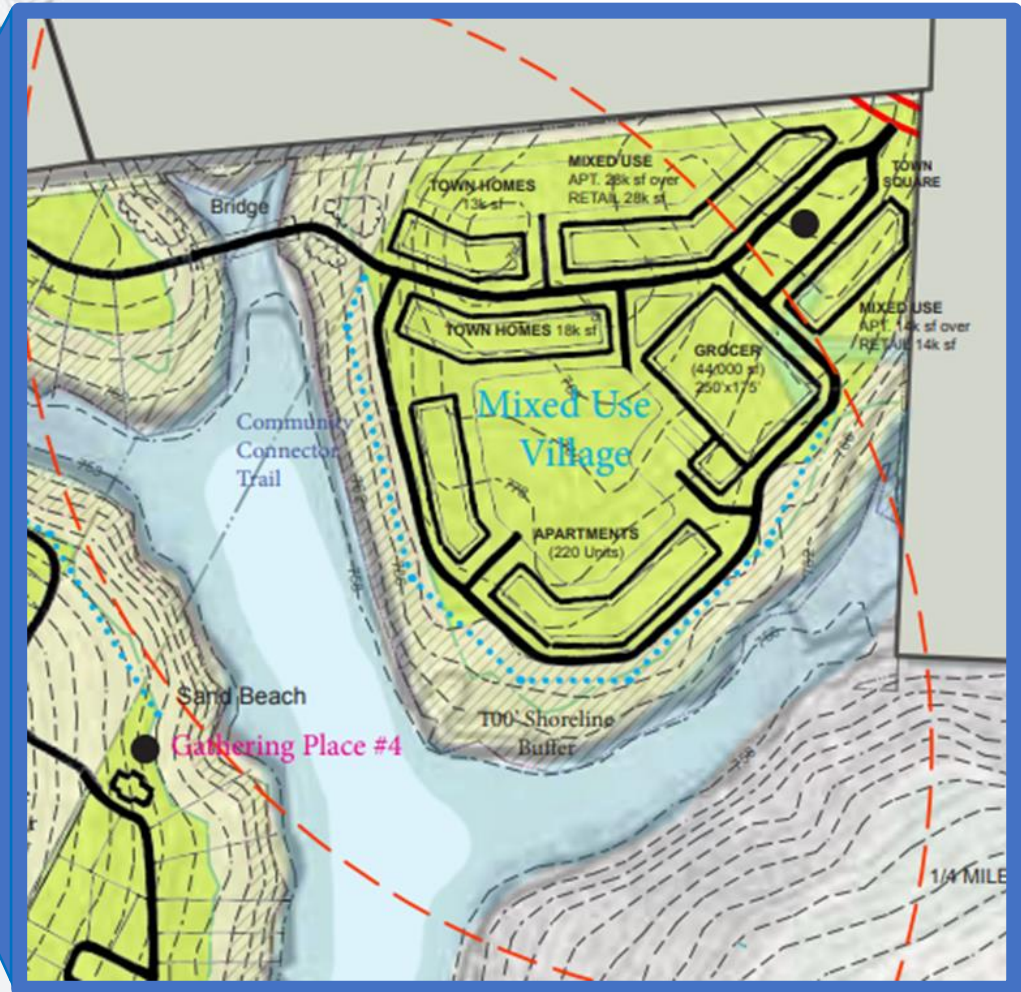 MIXED USE
APT. 28k sf over
RETAIL 28k sf
TOWN HOMES
13k sf
TOWN
SQUARE
Bridge
MIXED USE
APT. 14k sf over
RETAIL 14k sf
TOWN HOMES 18k sf
GROCER
(44,000 sf)
250'x175'
Mixed Use
Village
Community
Connector
Trail
APARTMENTS
(220 Units)
Sand Beach
Gathering Place #4
100' Shoreline
Buffer
1/4 MILE